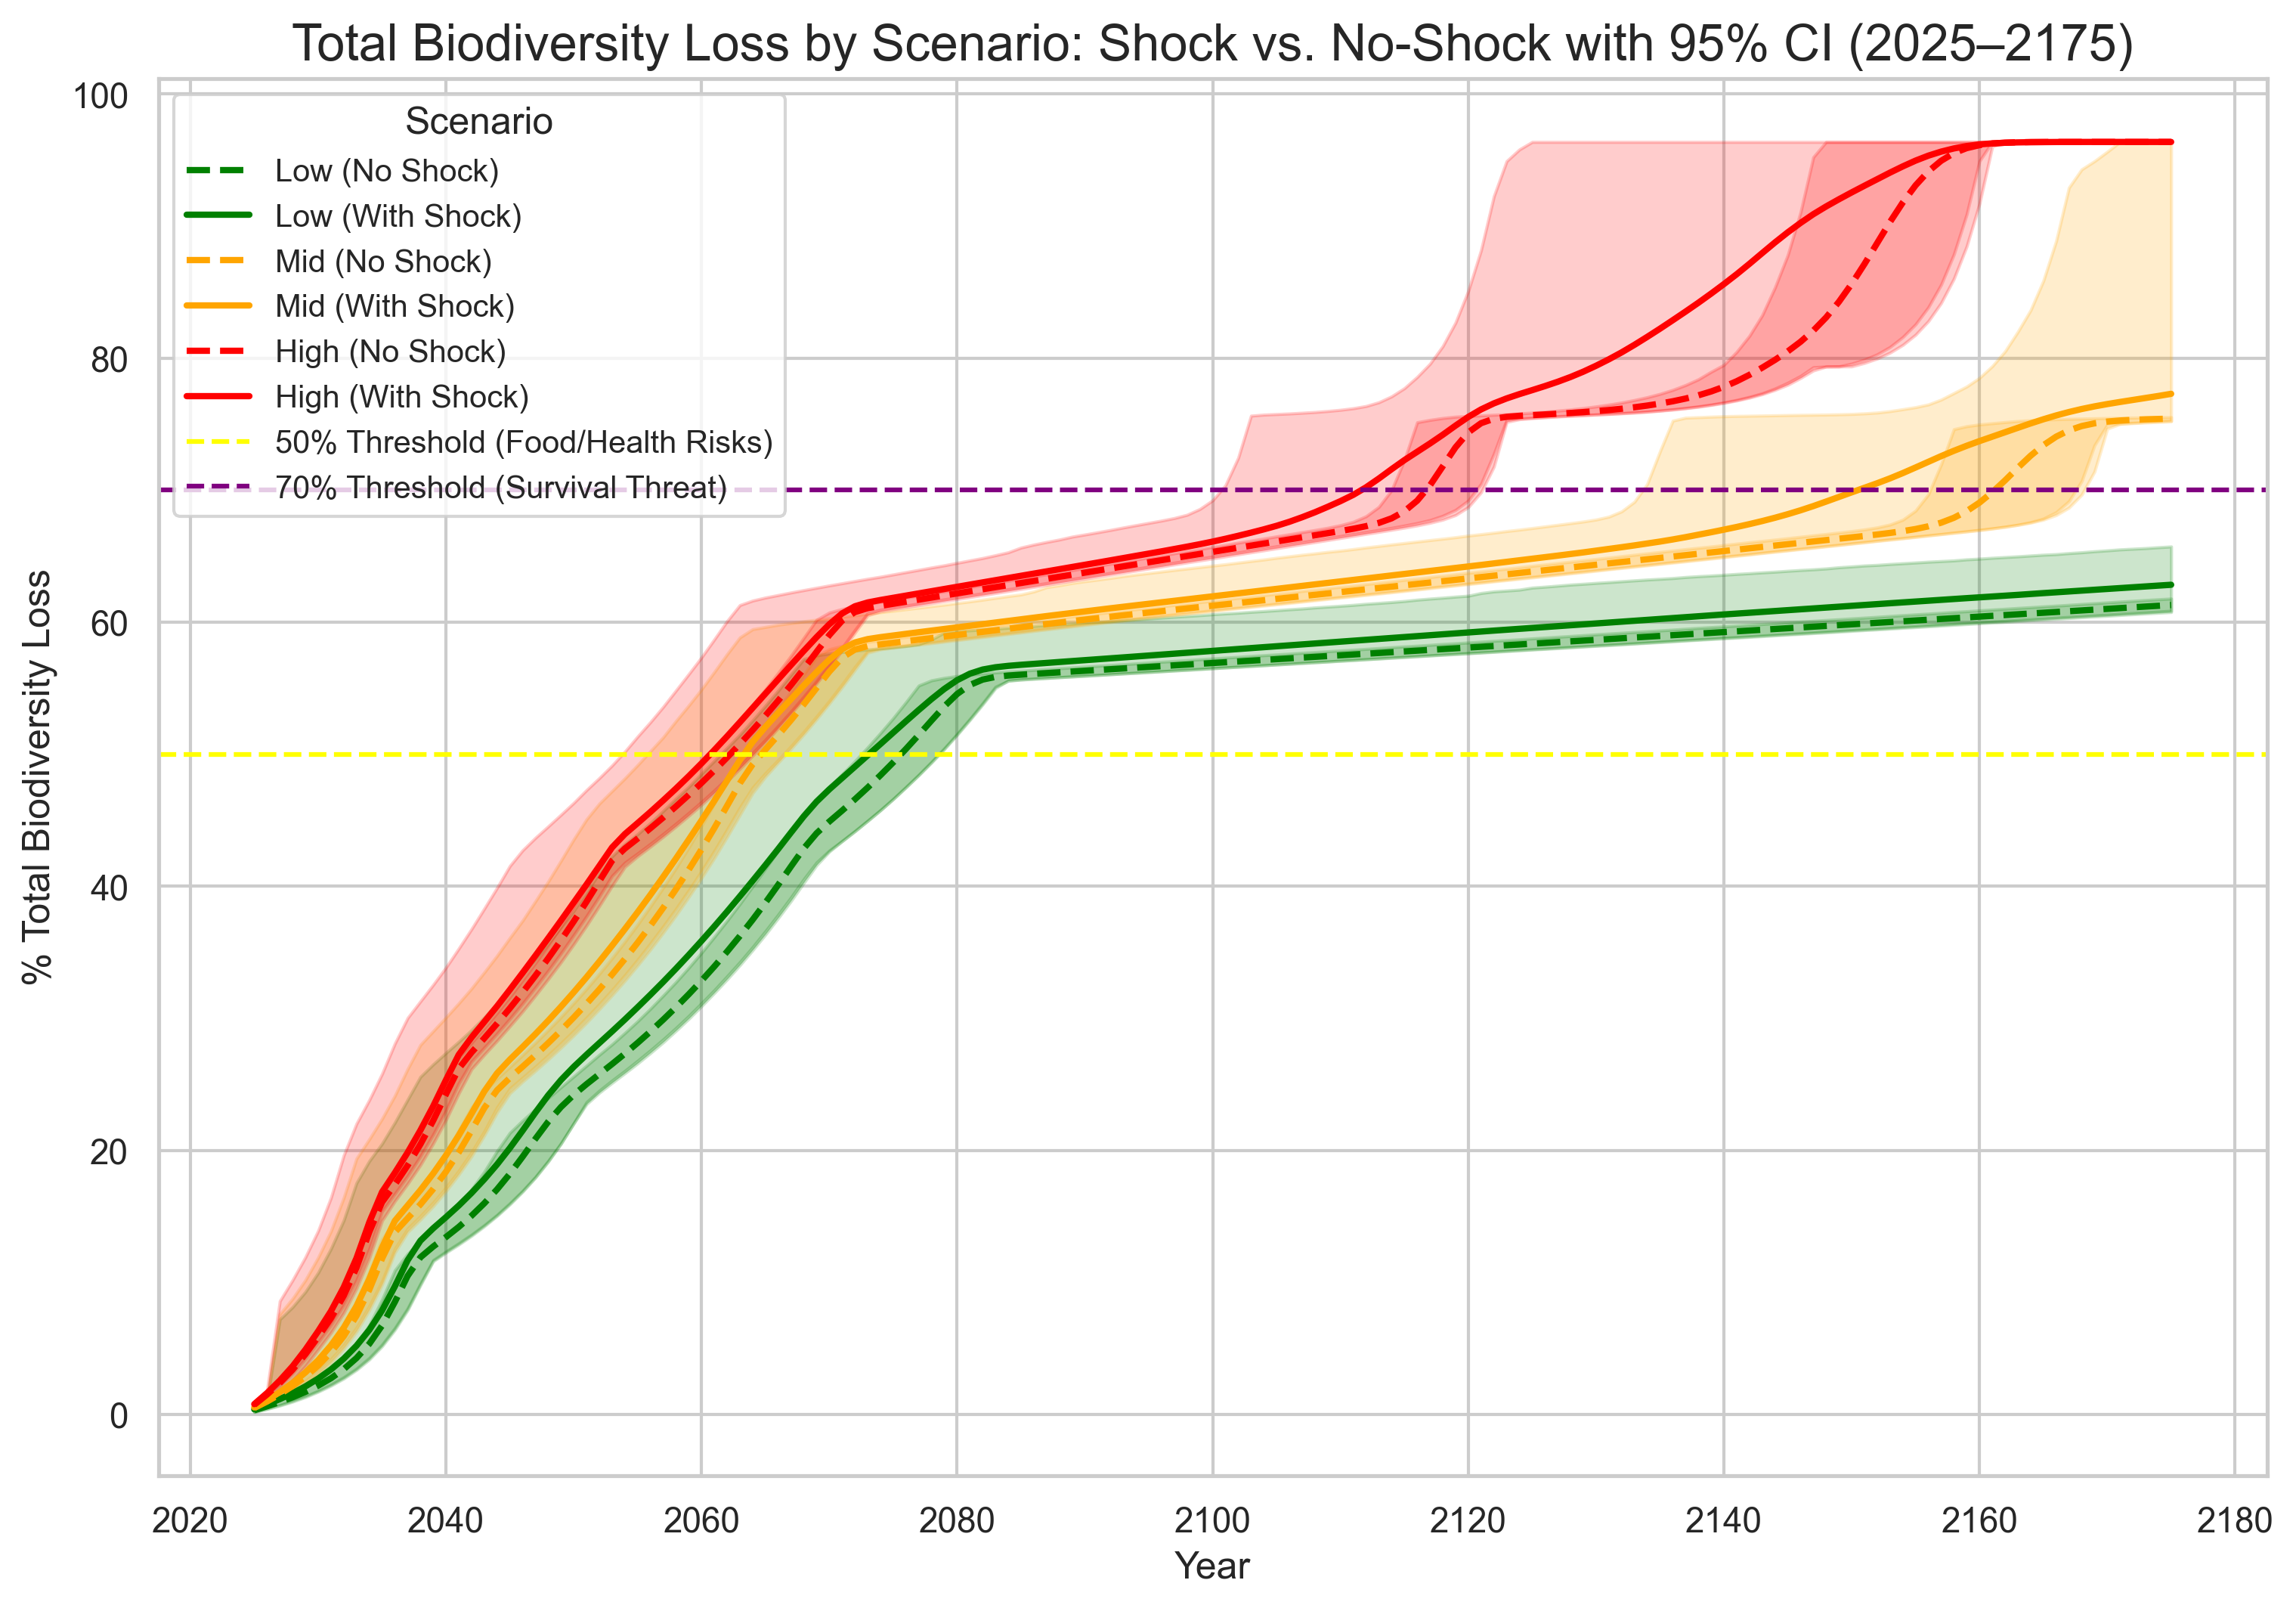 Total Biodiversity Loss by Scenario: Shock vs. No-Shock with 95% CI (2025–2175)
% Total Biodiversity Loss
100
80
60
40
20
0
Scenario
Low (No Shock)
Low (With Shock)
Mid (No Shock)
Mid (With Shock)
High (No Shock)
High (With Shock)
50% Threshold (Food/Health Risks)
70% Threshold (Survival Threat)
2020 2040 2060 2080 2100 2120 2140 2160 2180
Year